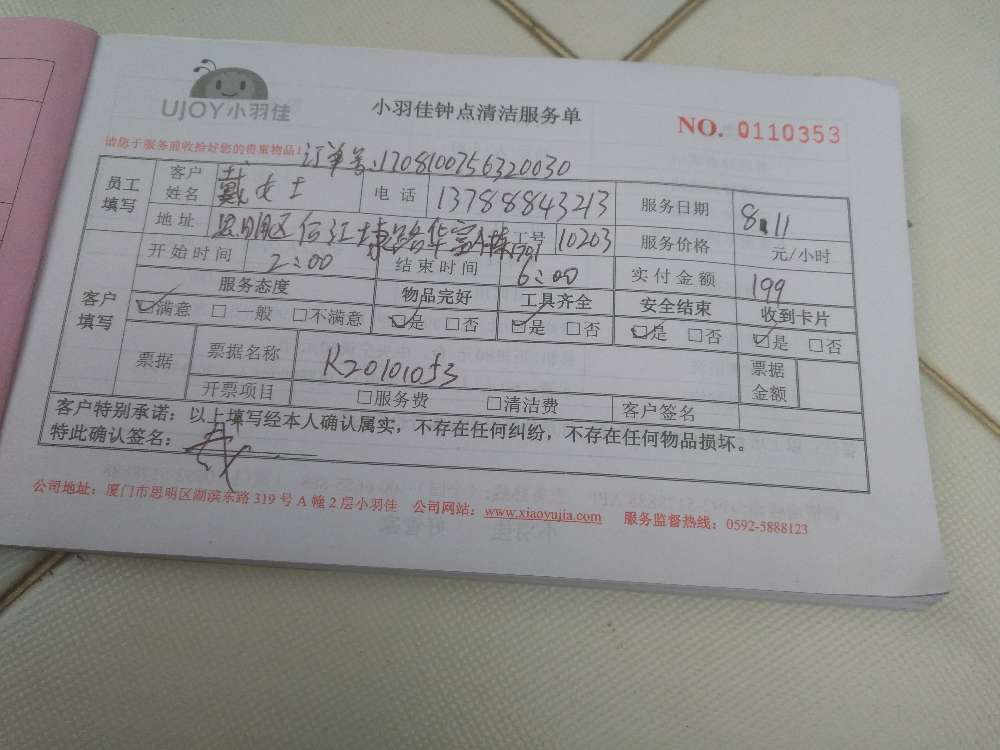 UJOY小羽佳
小羽佳钟点清洁服务单
NO. 0110353
请您于服务前收拾好您的贵重物品!
订单号:1708100756320030
员工填写 客户姓名 戴女士 电话 13788843213 服务日期 8.11
地址 思明区 工号 10203 服务价格 元/小时
开始时间 2:00 结束时间 6:00 实付金额 199
客户填写 服务态度 物品完好 工具齐全 安全结束 收到卡片
☑满意 □一般 □不满意 ☑是 □否 ☑是 □否 ☑是 □否 ☑是 □否
票据 票据名称 K20101053 票据金额
开票项目 □服务费 □清洁费 客户签名
客户特别承诺：以上填写经本人确认属实，不存在任何纠纷，不存在任何物品损坏。
特此确认签名：
公司地址：厦门市思明区湖滨东路 319 号 A 幢 2 层小羽佳 公司网站：www.xiaoyujia.com 服务监督热线：0592-5888123